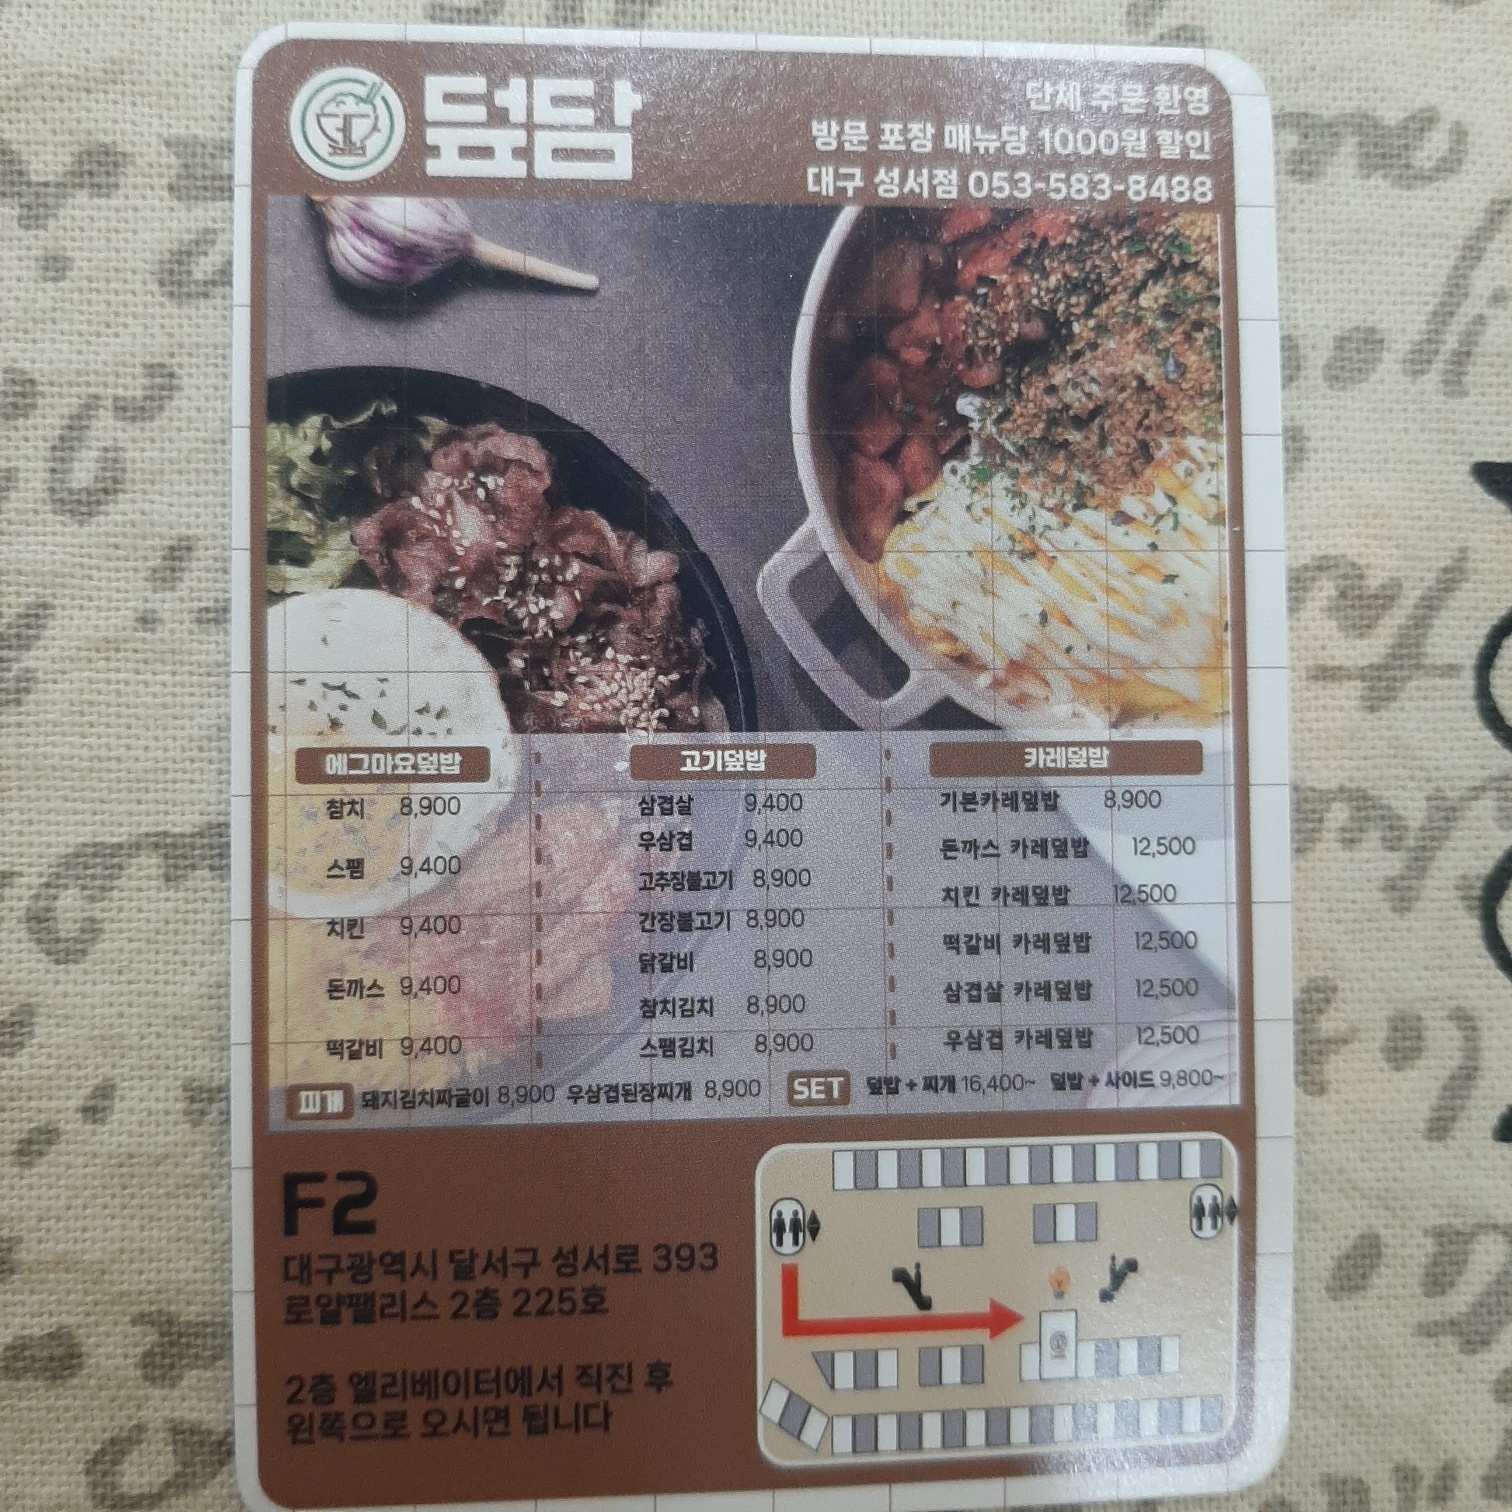 덮담
단체 주문 환영
방문 포장 매뉴당 1000원 할인
대구 성서점 053-583-8488
에그마요덮밥
참치 8,900
스팸 9,400
치킨 9,400
돈까스 9,400
떡갈비 9,400
고기덮밥
삼겹살 9,400
우삼겹 9,400
고추장불고기 8,900
간장불고기 8,900
닭갈비 8,900
참치김치 8,900
스팸김치 8,900
카레덮밥
기본카레덮밥 8,900
돈까스 카레덮밥 12,500
치킨 카레덮밥 12,500
떡갈비 카레덮밥 12,500
삼겹살 카레덮밥 12,500
우삼겹 카레덮밥 12,500
찌개 돼지김치짜글이 8,900 우삼겹된장찌개 8,900 SET 덮밥+찌개 16,400~ 덮밥+사이드 9,800~
F2
대구광역시 달서구 성서로 393
로얄팰리스 2층 225호
2층 엘리베이터에서 직진 후
왼쪽으로 오시면 됩니다